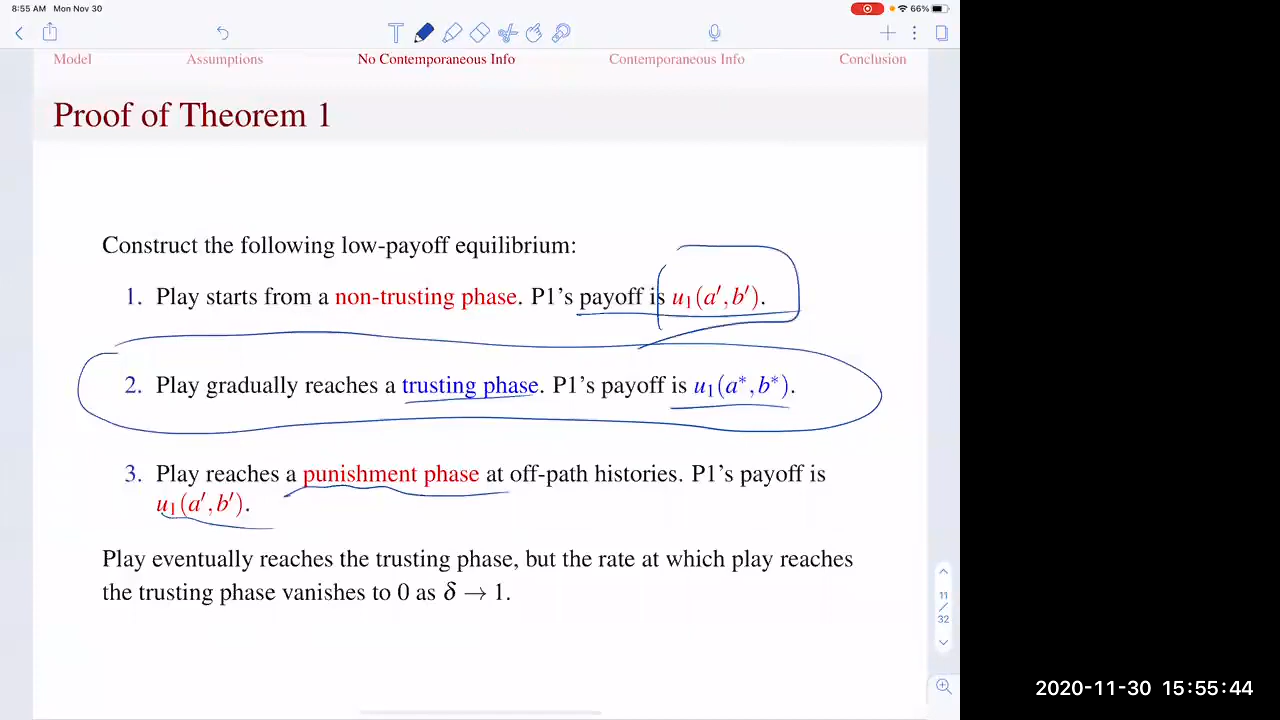 8:55 AM Mon Nov 30
66%
Model Assumptions No Contemporaneous Info Contemporaneous Info Conclusion
Proof of Theorem 1
Construct the following low-payoff equilibrium:
1. Play starts from a non-trusting phase. P1's payoff is u₁(a′,b′).
2. Play gradually reaches a trusting phase. P1's payoff is u₁(a*,b*).
3. Play reaches a punishment phase at off-path histories. P1's payoff is
u₁(a′,b′).
Play eventually reaches the trusting phase, but the rate at which play reaches
the trusting phase vanishes to 0 as δ → 1.
11
/
32
2020-11-30 15:55:44